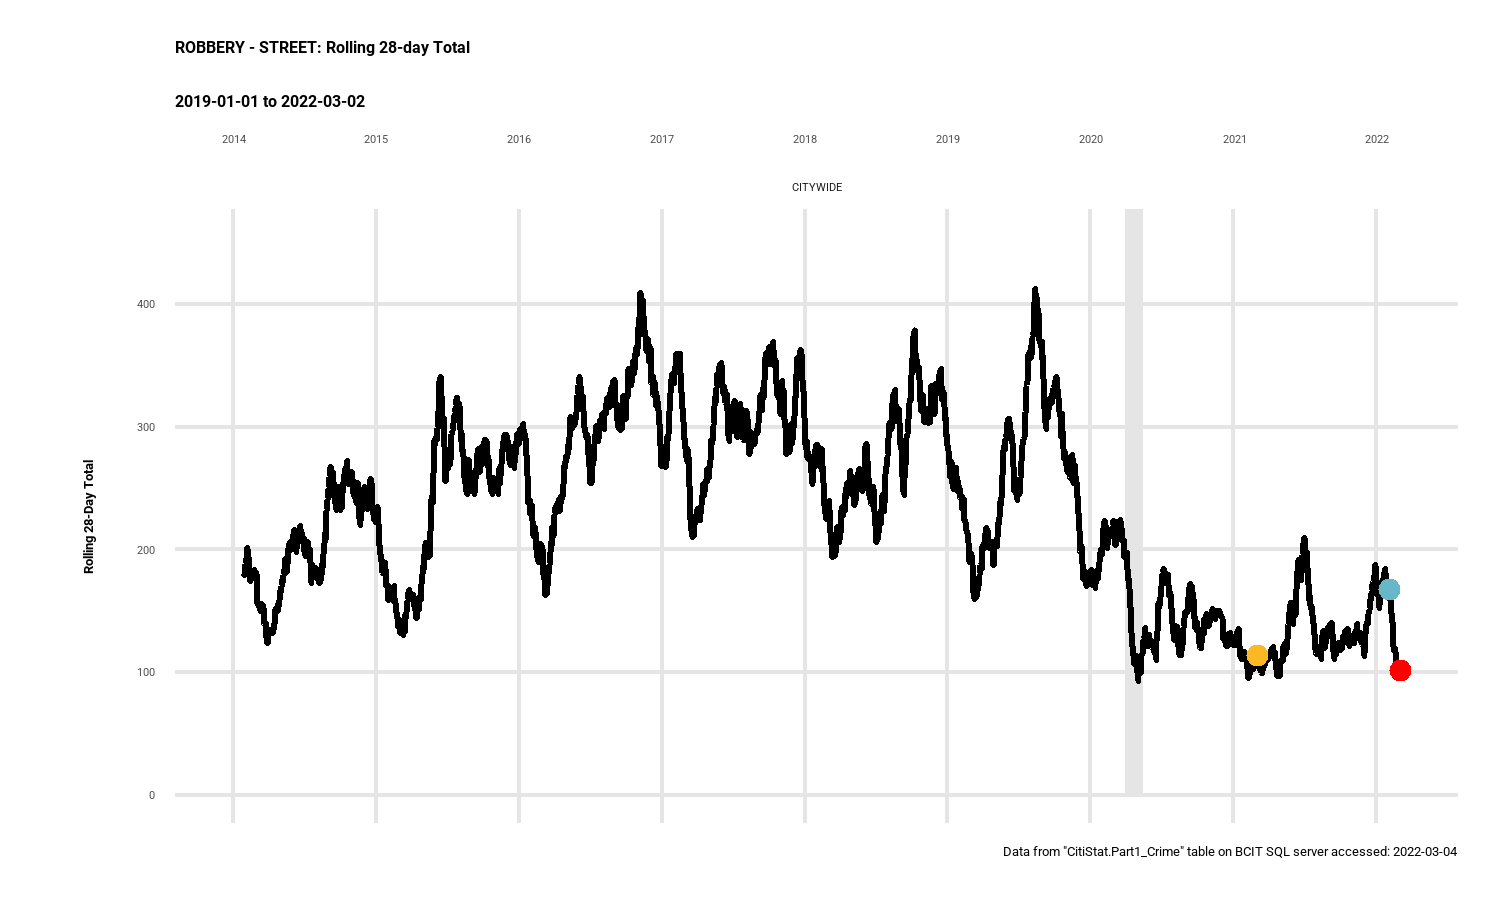 ROBBERY - STREET: Rolling 28-day Total
2019-01-01 to 2022-03-02
2014 2015 2016 2017 2018 2019 2020 2021 2022
CITYWIDE
400
300
200
100
0
Rolling 28-Day Total
Data from "CitiStat.Part1_Crime" table on BCIT SQL server accessed: 2022-03-04